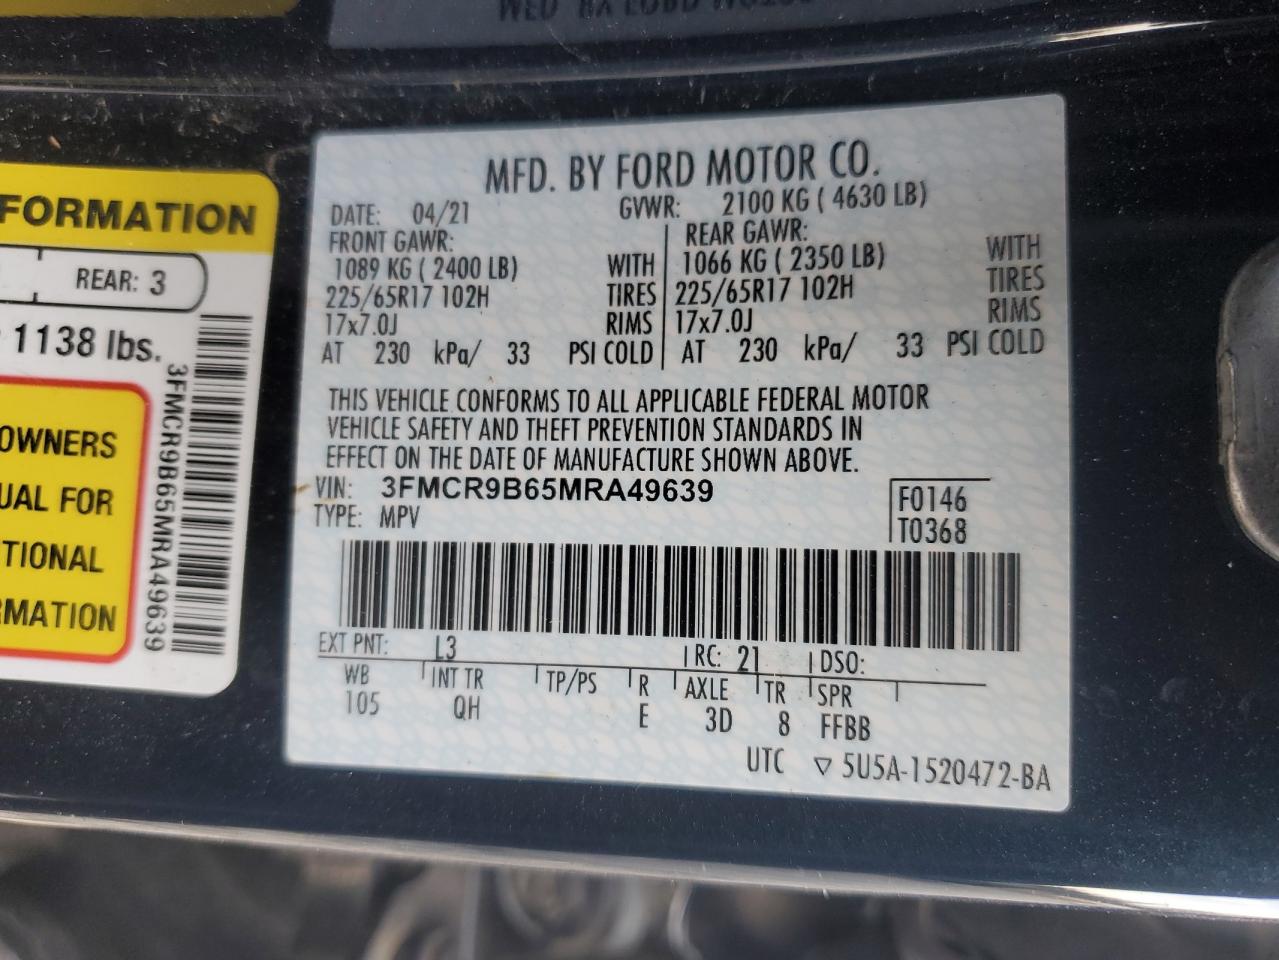 FORMATION
REAR: 3
1138 lbs.
OWNERS
UAL FOR
TIONAL
RMATION
3FMCR9B65MRA49639
MFD. BY FORD MOTOR CO.
DATE: 04/21 GVWR: 2100 KG ( 4630 LB)
FRONT GAWR: REAR GAWR:
1089 KG ( 2400 LB) WITH 1066 KG ( 2350 LB) WITH
225/65R17 102H TIRES 225/65R17 102H TIRES
17x7.0J RIMS 17x7.0J RIMS
AT 230 kPa/ 33 PSI COLD AT 230 kPa/ 33 PSI COLD
THIS VEHICLE CONFORMS TO ALL APPLICABLE FEDERAL MOTOR
VEHICLE SAFETY AND THEFT PREVENTION STANDARDS IN
EFFECT ON THE DATE OF MANUFACTURE SHOWN ABOVE.
VIN: 3FMCR9B65MRA49639 F0146
TYPE: MPV T0368
EXT PNT: L3 RC: 21 DSO:
WB INT TR TP/PS R AXLE TR SPR
105 QH E 3D 8 FFBB
UTC ▽ 5U5A-1520472-BA